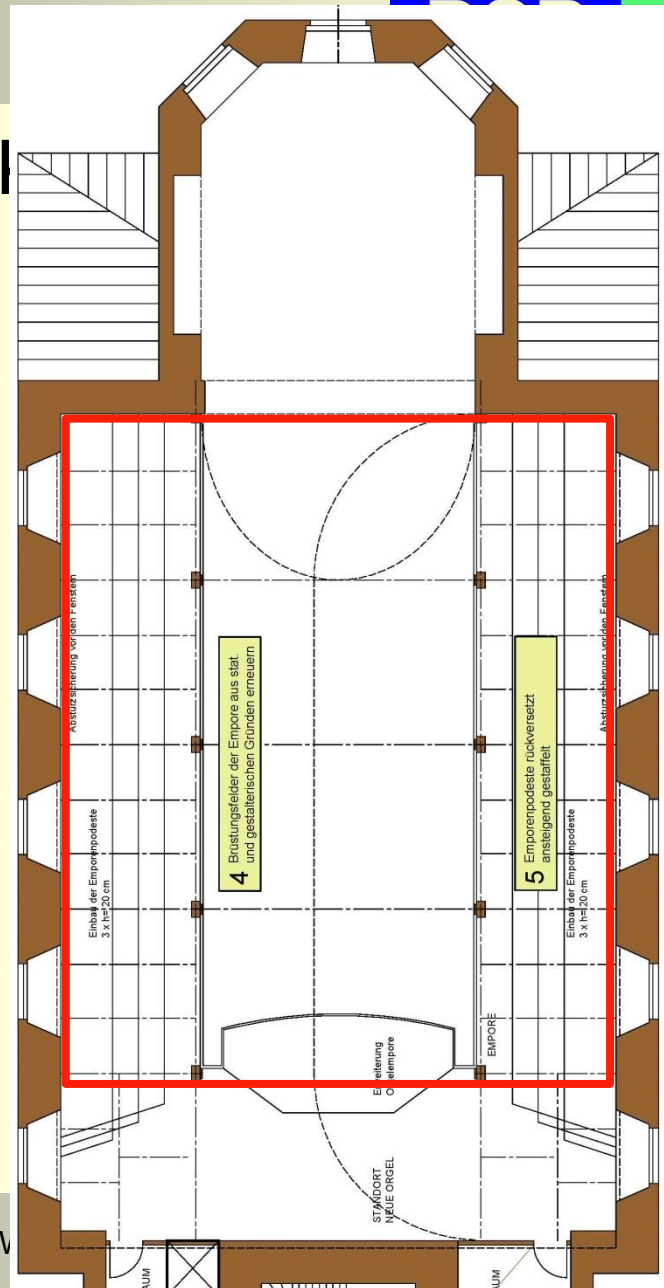 Absturzsicherung vor den Fenstern
Einbau der Emporenpodeste
3 x h= 20 cm
4 Brüstungsfelder der Empore aus stat.
und gestalterischen Gründen erneuern
5 Emporenpodeste rückversetzt
ansteigend gestaffelt
Absturzsicherung vor den Fenstern
Einbau der Emporenpodeste
3 x h= 20 cm
Erweiterung
Orgelempore
EMPORE
STANDORT
NEUE ORGEL